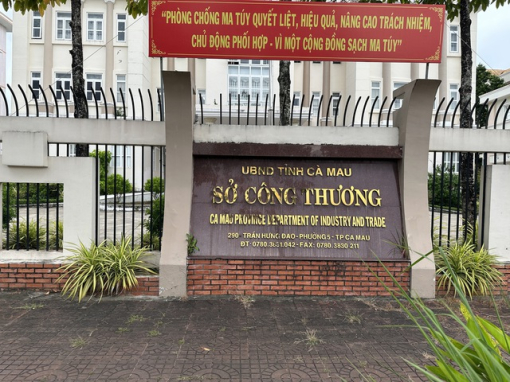 "PHÒNG CHỐNG MA TÚY QUYẾT LIỆT, HIỆU QUẢ, NÂNG CAO TRÁCH NHIỆM,
CHỦ ĐỘNG PHỐI HỢP - VÌ MỘT CỘNG ĐỒNG SẠCH MA TÚY"
UBND TỈNH CÀ MAU
SỞ CÔNG THƯƠNG
CA MAU PROVINCE DEPARTMENT OF INDUSTRY AND TRADE
290 TRẦN HƯNG ĐẠO - PHƯỜNG 5 - TP CÀ MAU
ĐT: 0780. - FAX: 0780.3830 211